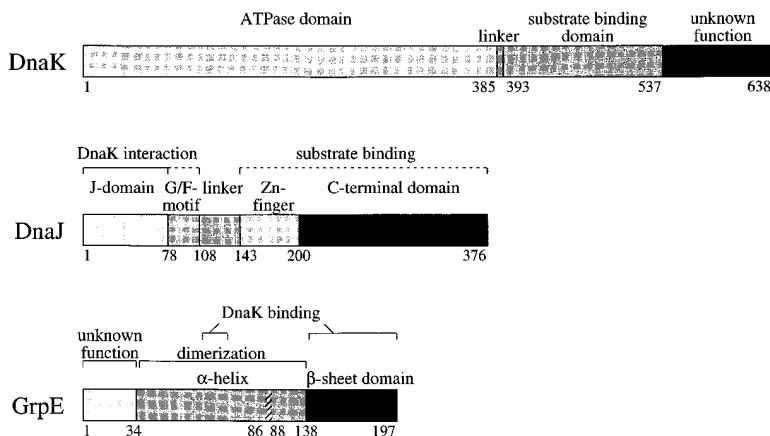 ATPase domain
linker
substrate binding domain
unknown function
DnaK
1 385 393 537 638
DnaK interaction
substrate binding
J-domain
G/F-motif
linker
Zn-finger
C-terminal domain
DnaJ
1 78 108 143 200 376
DnaK binding
unknown function
dimerization
α-helix
β-sheet domain
GrpE
1 34 86 88 138 197